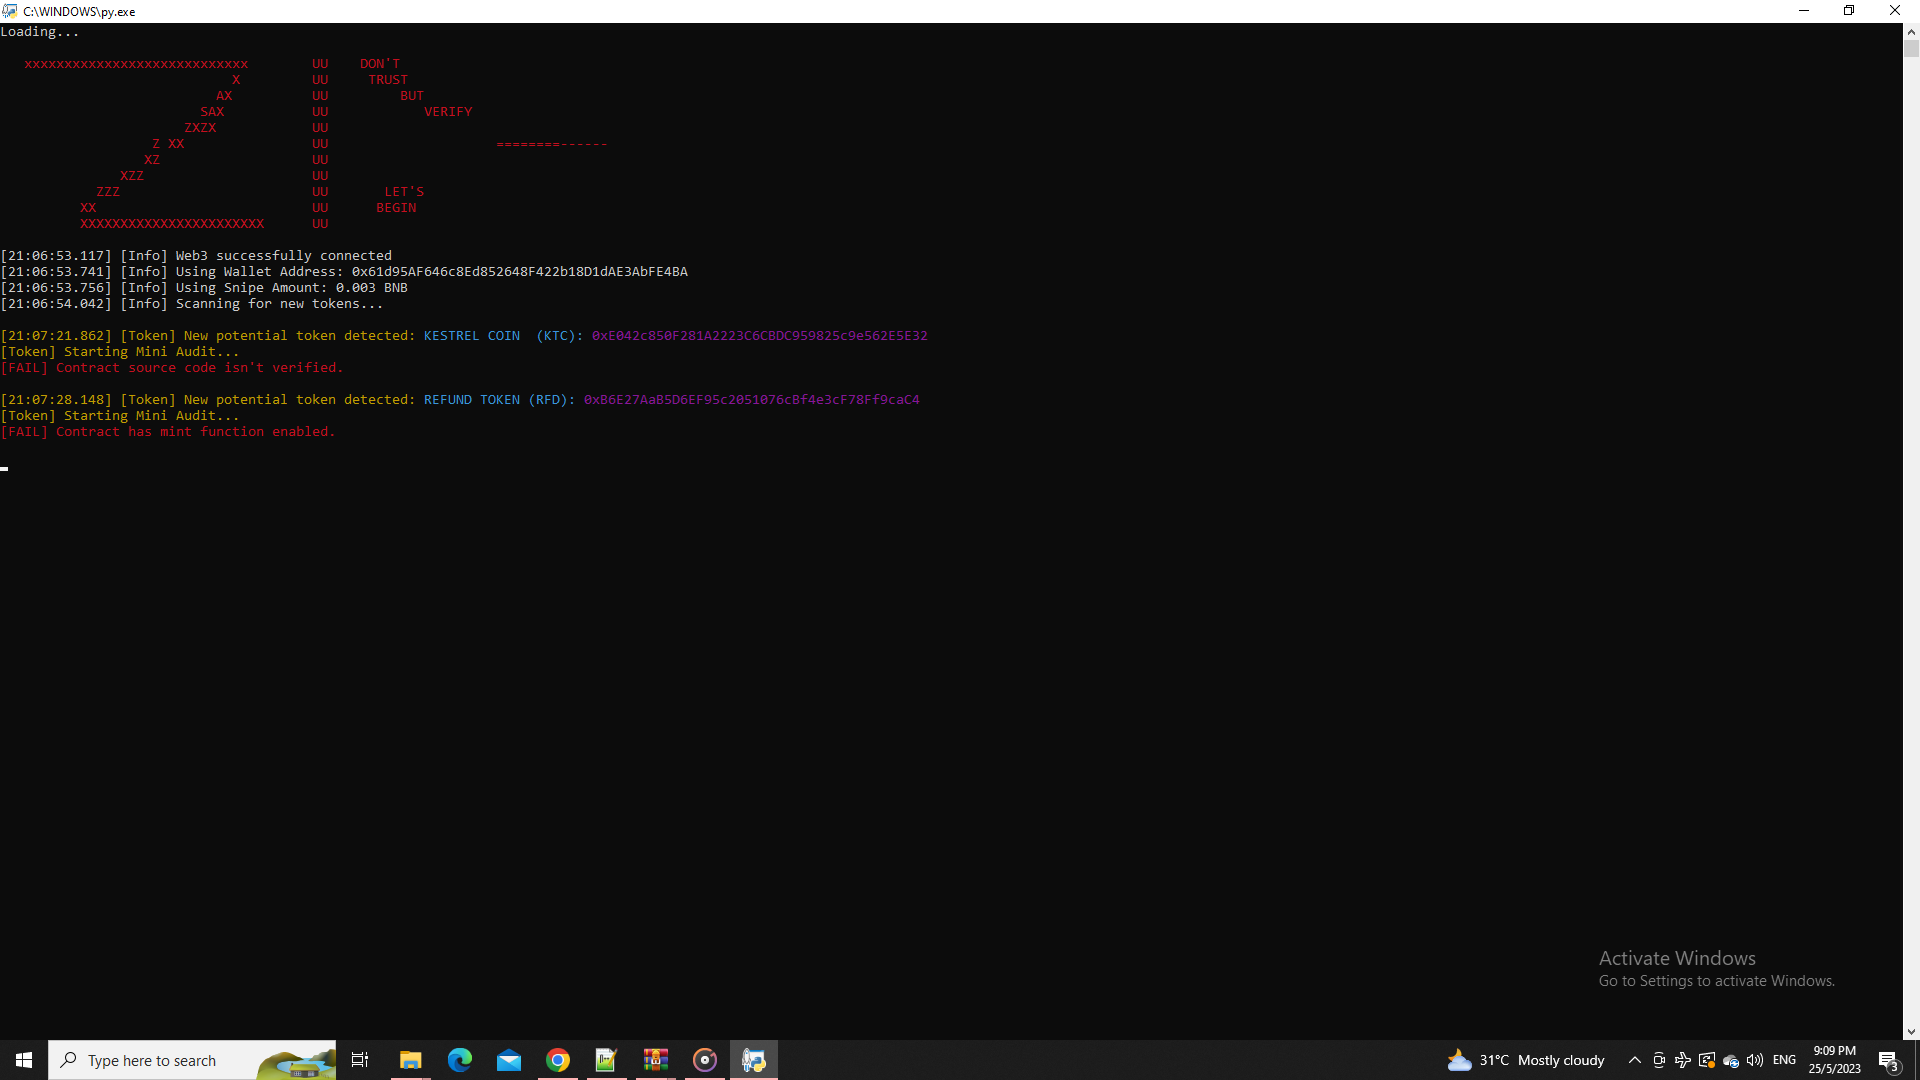 C:\WINDOWS\py.exe
Loading...
xxxxxxxxxxxxxxxxxxxxxxxxxxxx UU DON'T
X UU TRUST
AX UU BUT
SAX UU VERIFY
ZXZX UU
Z XX UU ========------
XZ UU
XZZ UU
ZZZ UU LET'S
XX UU BEGIN
XXXXXXXXXXXXXXXXXXXXXXX UU
[21:06:53.117] [Info] Web3 successfully connected
[21:06:53.741] [Info] Using Wallet Address: 0x61d95AF646c8Ed852648F422b18D1dAE3AbFE4BA
[21:06:53.756] [Info] Using Snipe Amount: 0.003 BNB
[21:06:54.042] [Info] Scanning for new tokens...
[21:07:21.862] [Token] New potential token detected: KESTREL COIN  (KTC): 0xE042c850F281A2223C6CBDC959825c9e562E5E32
[Token] Starting Mini Audit...
[FAIL] Contract source code isn't verified.
[21:07:28.148] [Token] New potential token detected: REFUND TOKEN (RFD): 0xB6E27AaB5D6EF95c2051076cBf4e3cF78Ff9caC4
[Token] Starting Mini Audit...
[FAIL] Contract has mint function enabled.
Activate Windows
Go to Settings to activate Windows.
Type here to search
31°C Mostly cloudy
ENG
9:09 PM
25/5/2023
3